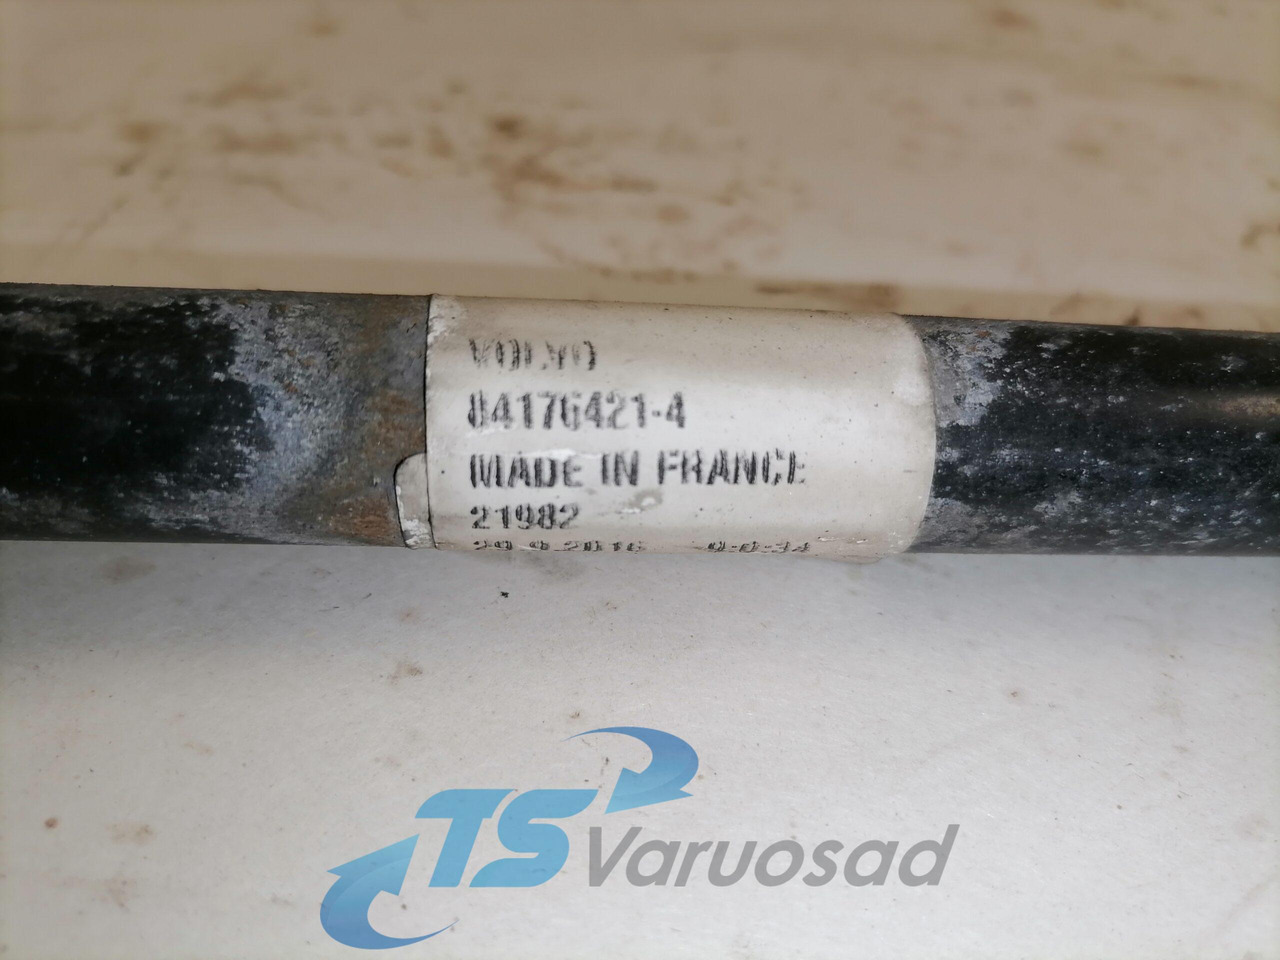 VOLVO
84176421-4
MADE IN FRANCE
21982
TS Varuosad